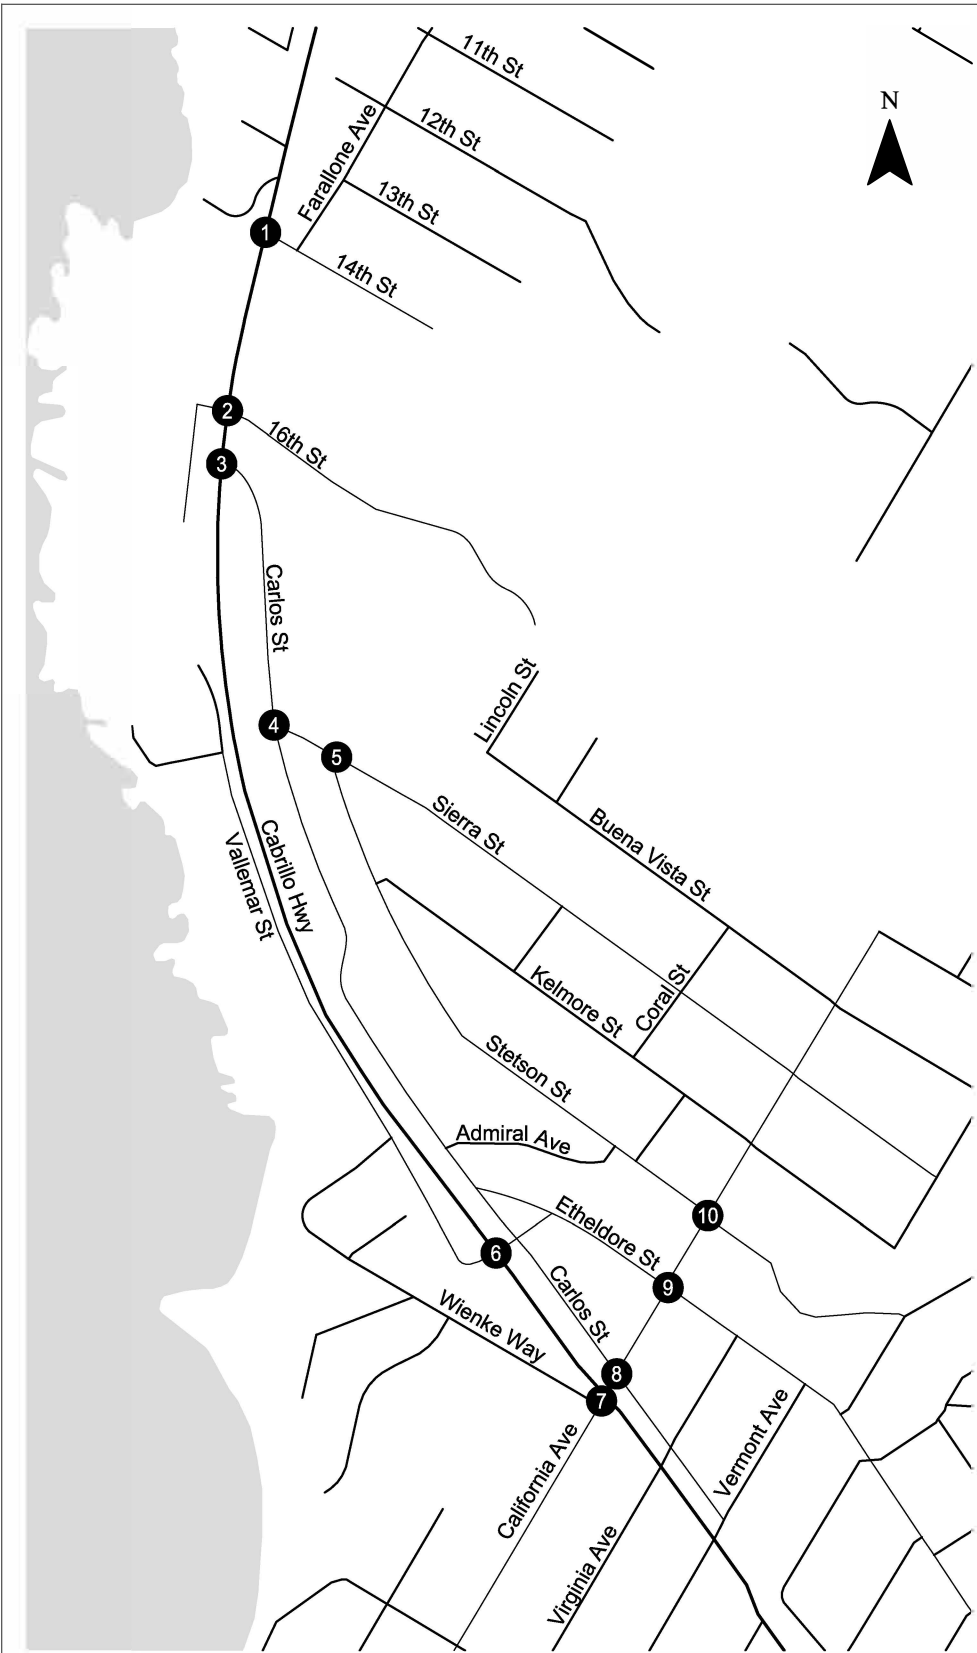 11th St
N
12th St
Farallone Ave
13th St
1
14th St
2
16th St
3
Carlos St
Lincoln St
4
5
Sierra St
Buena Vista St
Cabrillo Hwy
Vallemar St
Kelmore St
Coral St
Stetson St
Admiral Ave
Etheldore St
10
6
9
Carlos St
Wienke Way
8
7
Vermont Ave
California Ave
Virginia Ave